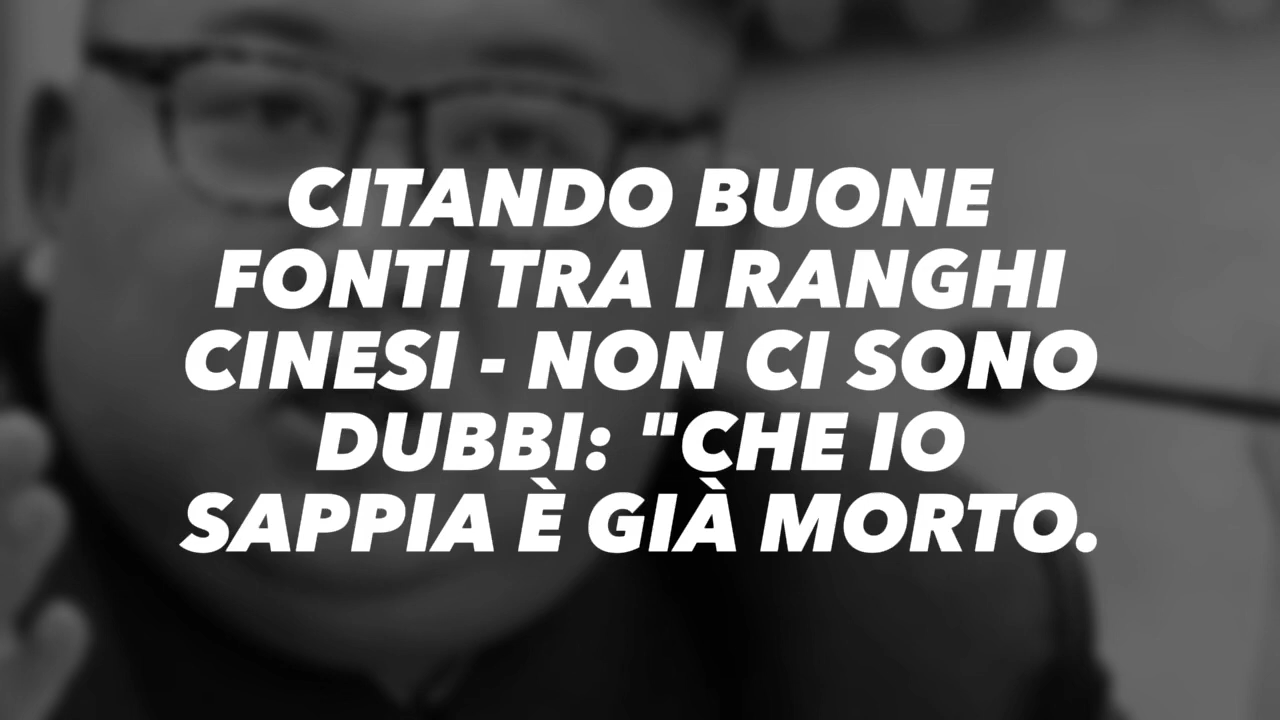 CITANDO BUONE
FONTI TRA I RANGHI
CINESI - NON CI SONO
DUBBI: "CHE IO
SAPPIA È GIÀ MORTO.